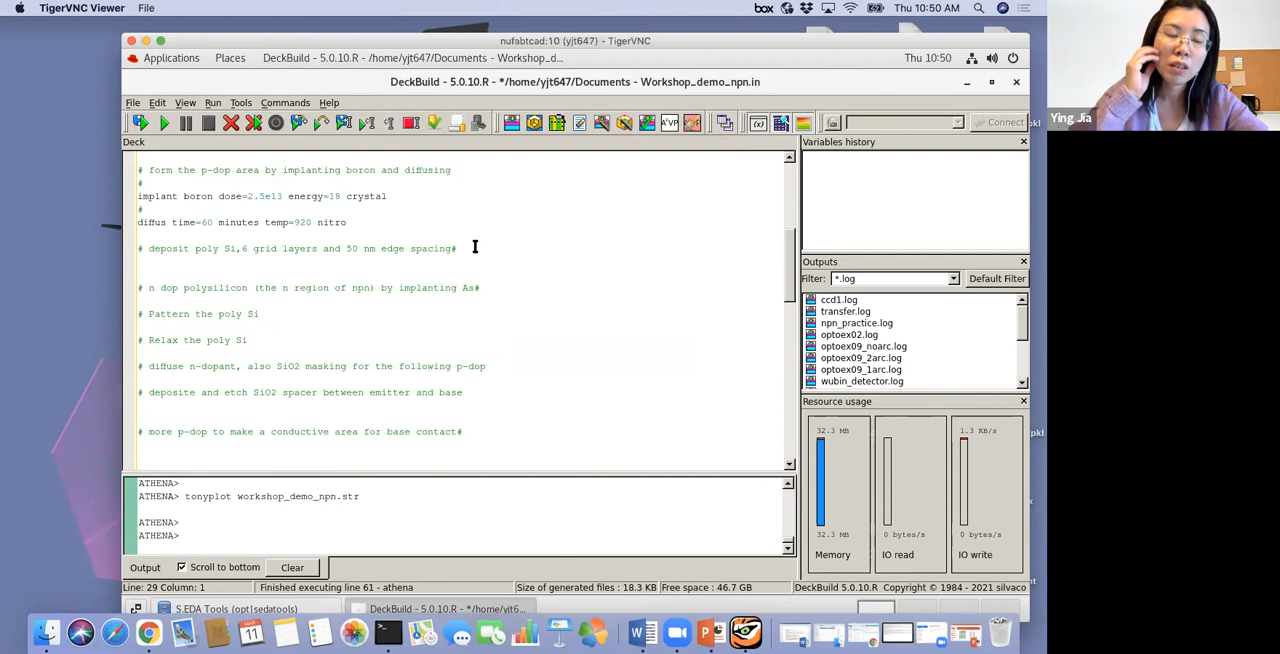 TigerVNC Viewer File
box Thu 10:50 AM
nufabtcad:10 (yjt647) - TigerVNC
Applications Places DeckBuild - 5.0.10.R - /home/yjt647/Documents - Workshop_d... Thu 10:50
DeckBuild - 5.0.10.R - */home/yjt647/Documents - Workshop_demo_npn.in
File Edit View Run Tools Commands Help
Connect
Deck
# form the p-dop area by implanting boron and diffusing
#
implant boron dose=2.5e13 energy=18 crystal
#
diffus time=60 minutes temp=920 nitro
# deposit poly Si,6 grid layers and 50 nm edge spacing#
# n dop polysilicon (the n region of npn) by implanting As#
# Pattern the poly Si
# Relax the poly Si
# diffuse n-dopant, also SiO2 masking for the following p-dop
# deposite and etch SiO2 spacer between emitter and base
# more p-dop to make a conductive area for base contact#
Variables history
Outputs
Filter: *.log Default Filter
ccd1.log
transfer.log
npn_practice.log
optoex02.log
optoex09_noarc.log
optoex09_2arc.log
optoex09_1arc.log
wubin_detector.log
Resource usage
32.3 MB 0 bytes/s 1.3 KB/s
32.3 MB 0 bytes/s 0 bytes/s
Memory IO read IO write
ATHENA>
ATHENA> tonyplot workshop_demo_npn.str
ATHENA>
ATHENA>
Output Scroll to bottom Clear
Line: 29 Column: 1 Finished executing line 61 - athena Size of generated files : 18.3 KB Free space : 46.7 GB DeckBuild 5.0.10.R Copyright © 1984 - 2021 silvaco
S.EDA Tools (opt|sedatools) DeckBuild - 5.0.10.R - */home/yjt6...
MAR
11
Ying Jia